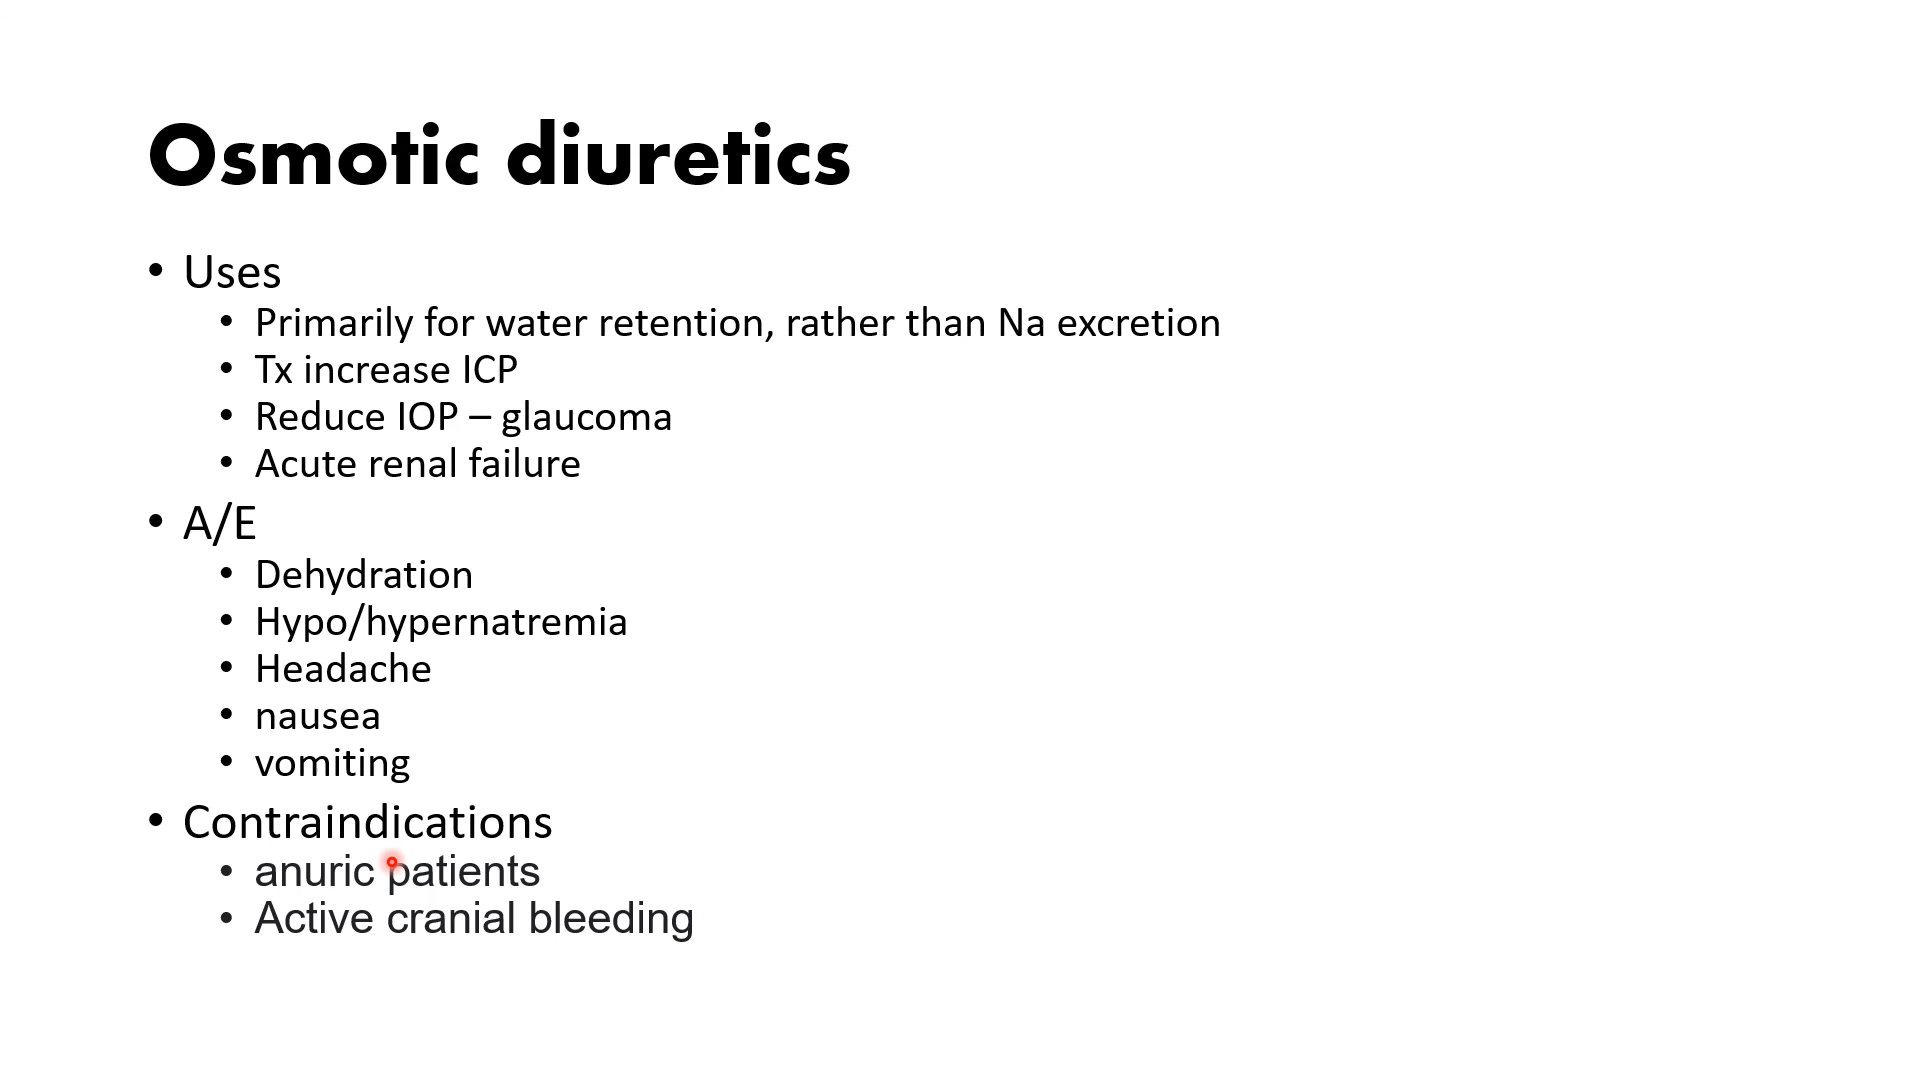 Osmotic diuretics
• Uses
• Primarily for water retention, rather than Na excretion
• Tx increase ICP
• Reduce IOP – glaucoma
• Acute renal failure
• A/E
• Dehydration
• Hypo/hypernatremia
• Headache
• nausea
• vomiting
• Contraindications
• anuric patients
• Active cranial bleeding